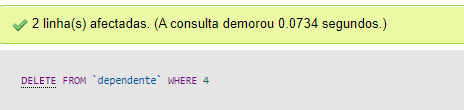 2 linha(s) afectadas. (A consulta demorou 0.0734 segundos.)
DELETE FROM `dependente` WHERE 4